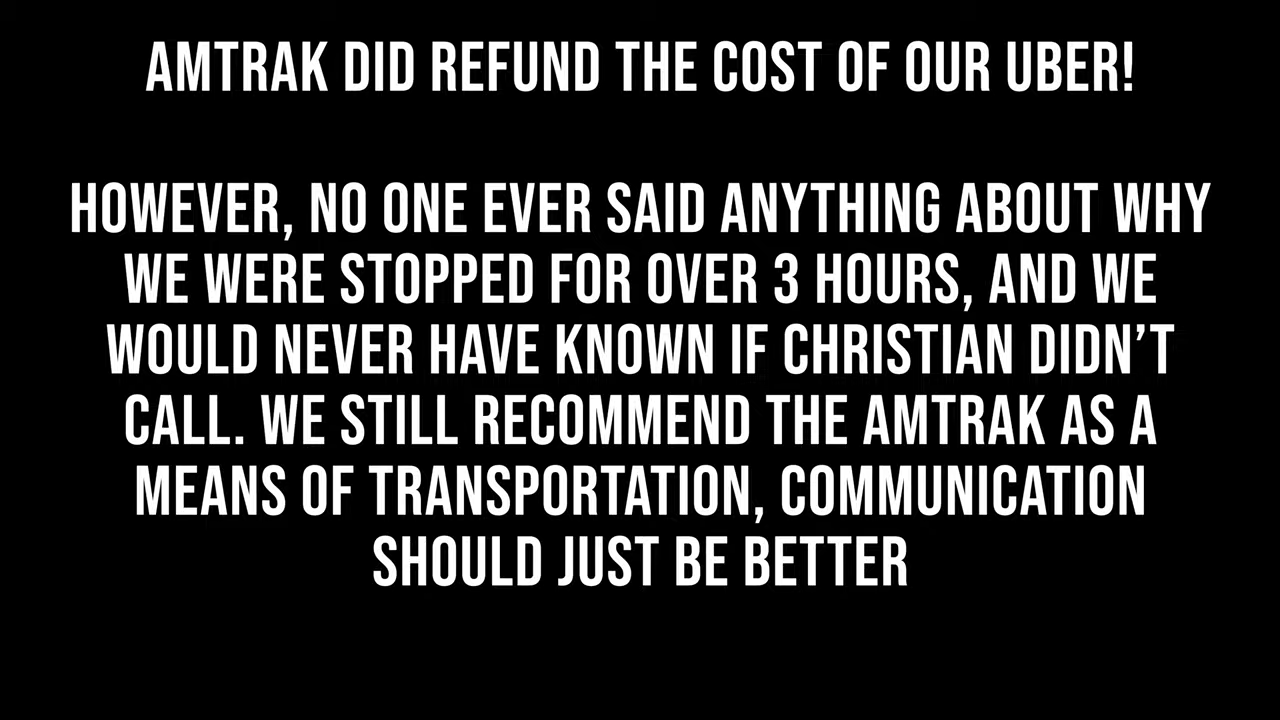 AMTRAK DID REFUND THE COST OF OUR UBER!
HOWEVER, NO ONE EVER SAID ANYTHING ABOUT WHY
WE WERE STOPPED FOR OVER 3 HOURS, AND WE
WOULD NEVER HAVE KNOWN IF CHRISTIAN DIDN’T
CALL. WE STILL RECOMMEND THE AMTRAK AS A
MEANS OF TRANSPORTATION, COMMUNICATION
SHOULD JUST BE BETTER